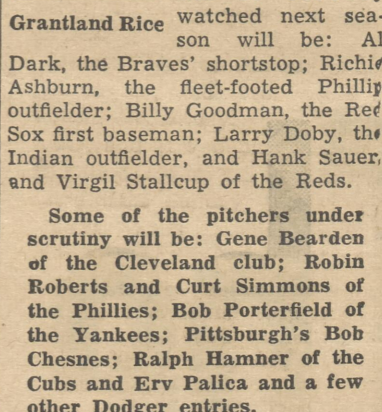 Grantland Rice watched next sea-
son will be: Al
Dark, the Braves' shortstop; Richie
Ashburn, the fleet-footed Phillip
outfielder; Billy Goodman, the Red
Sox first baseman; Larry Doby, the
Indian outfielder, and Hank Sauer,
and Virgil Stallcup of the Reds.
Some of the pitchers under
scrutiny will be: Gene Bearden
of the Cleveland club; Robin
Roberts and Curt Simmons of
the Phillies; Bob Porterfield of
the Yankees; Pittsburgh's Bob
Chesnes; Ralph Hamner of the
Cubs and Erv Palica and a few
other Dodger entries.